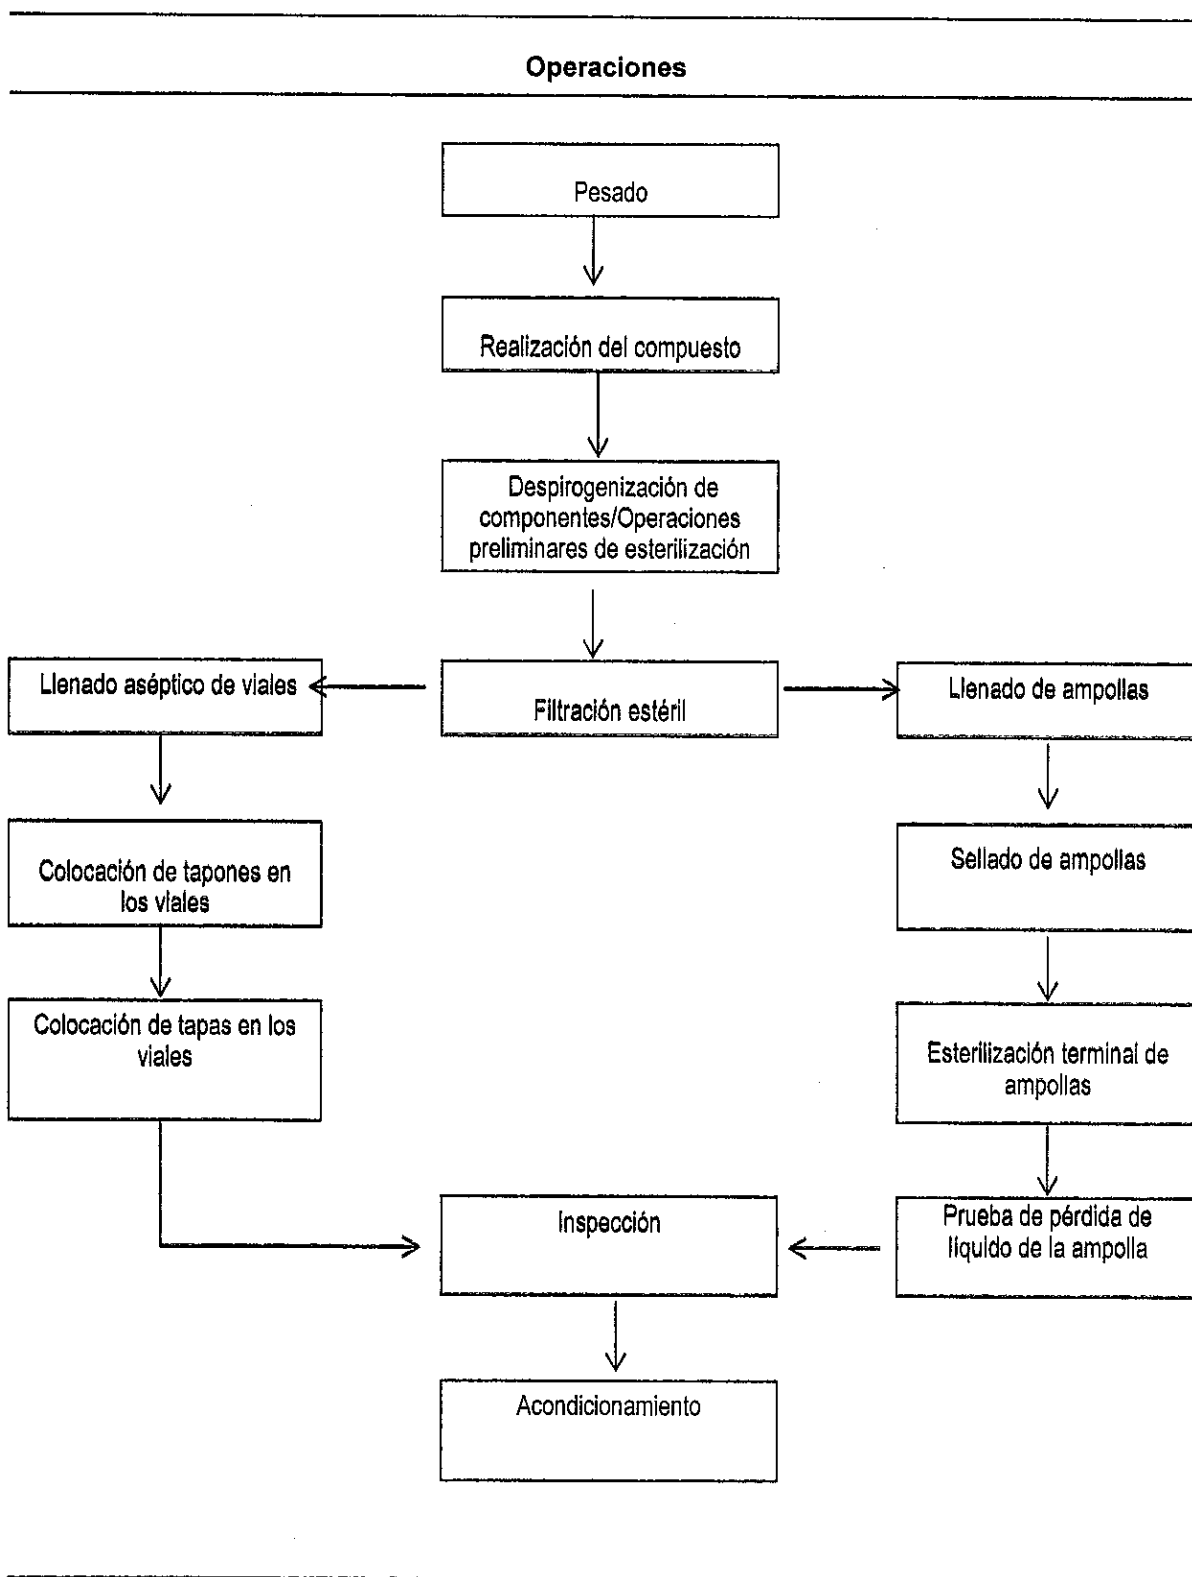 Operaciones
Pesado
Realización del compuesto
Despirogenización de
componentes/Operaciones
preliminares de esterilización
Llenado aséptico de viales
Filtración estéril
Llenado de ampollas
Colocación de tapones en
los viales
Sellado de ampollas
Colocación de tapas en los
viales
Esterilización terminal de
ampollas
Inspección
Prueba de pérdida de
líquido de la ampolla
Acondicionamiento